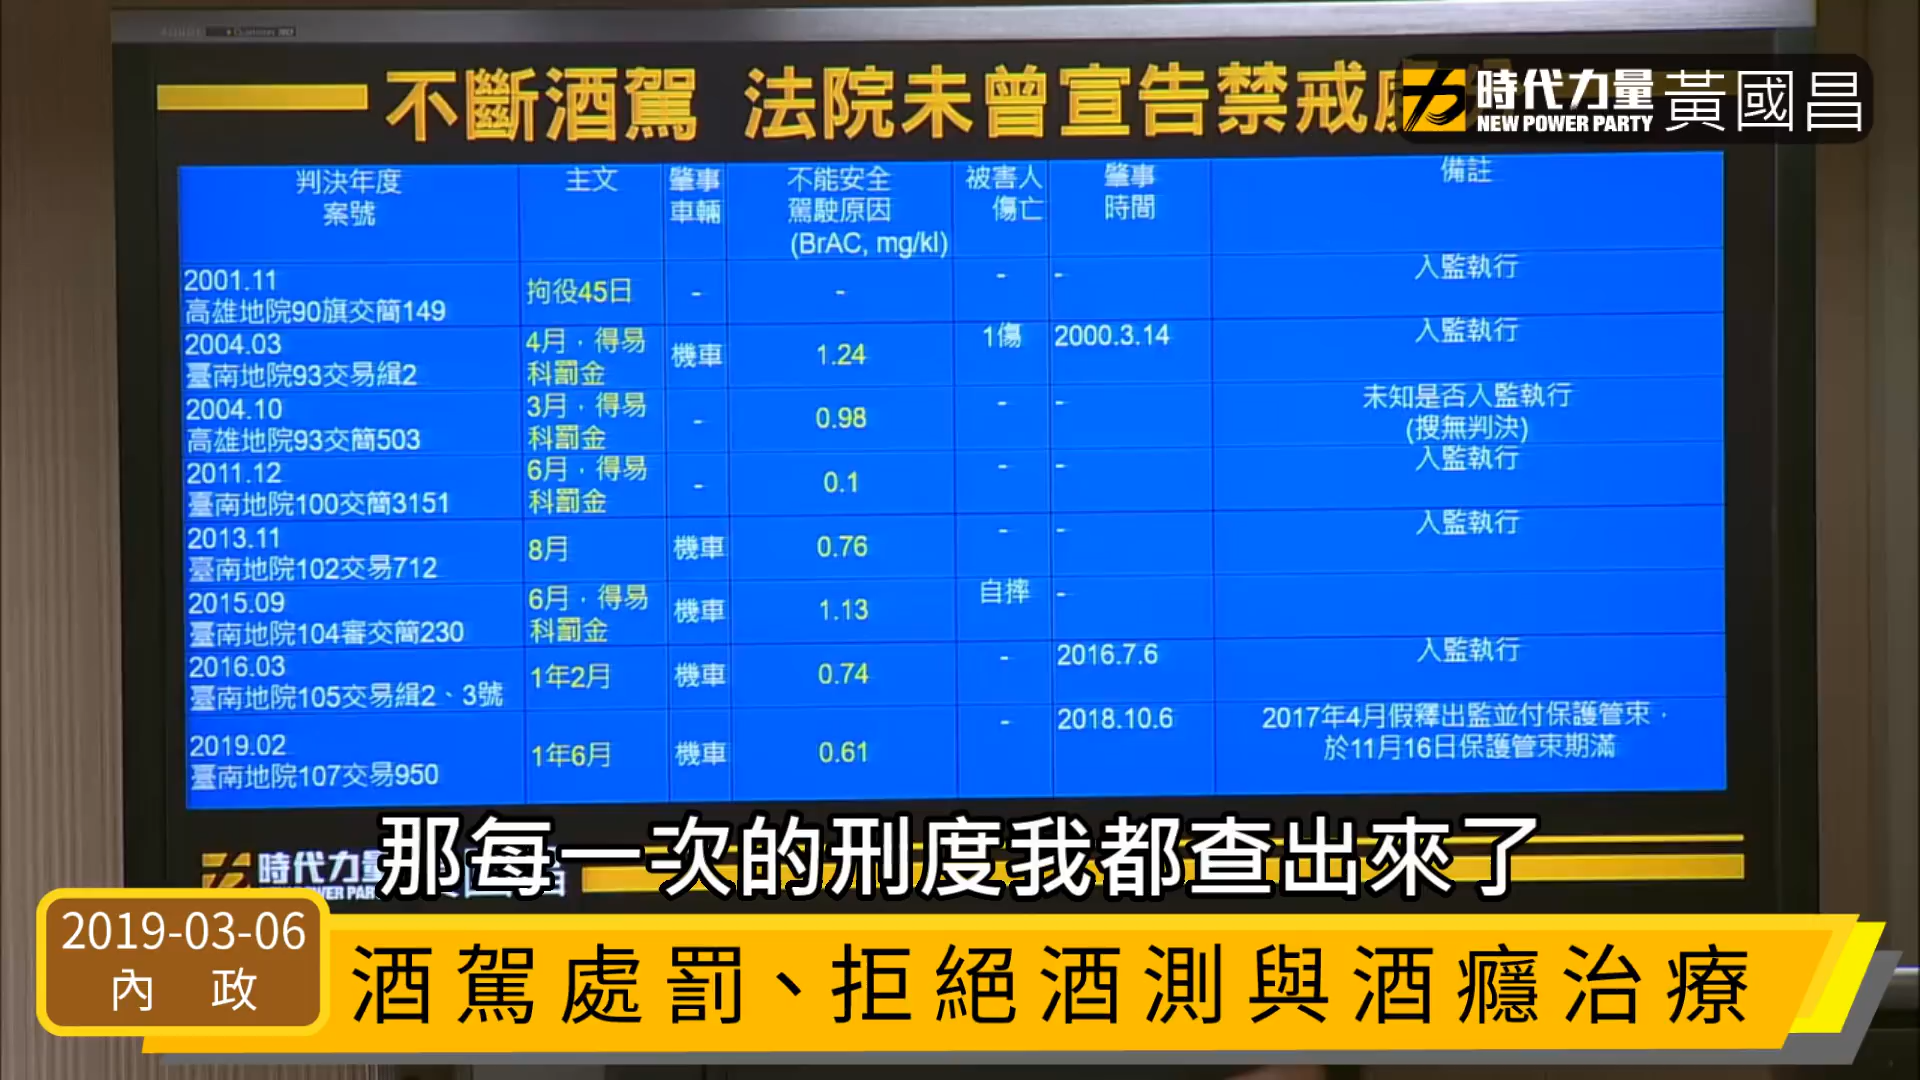 不斷酒駕 法院未曾宣告禁戒
時代力量
NEW POWER PARTY
黃國昌
判決年度
案號
主文
肇事
車輛
不能安全
駕駛原因
(BrAC, mg/kl)
被害人
傷亡
肇事
時間
備註
2001.11
高雄地院90旗交簡149
拘役45日
-
-
-
-
入監執行
2004.03
臺南地院93交易緝2
4月，得易
科罰金
機車
1.24
1傷
2000.3.14
入監執行
2004.10
高雄地院93交簡503
3月，得易
科罰金
-
0.98
-
-
未知是否入監執行
(搜無判決)
2011.12
臺南地院100交簡3151
6月，得易
科罰金
-
0.1
-
-
入監執行
2013.11
臺南地院102交易712
8月
機車
0.76
-
-
入監執行
2015.09
臺南地院104審交簡230
6月，得易
科罰金
機車
1.13
自摔
-
2016.03
臺南地院105交易緝2、3號
1年2月
機車
0.74
-
2016.7.6
入監執行
2019.02
臺南地院107交易950
1年6月
機車
0.61
-
2018.10.6
2017年4月假釋出監並付保護管束，
於11月16日保護管束期滿
時代力量
那每一次的刑度我都查出來了
2019-03-06
內 政
酒駕處罰、拒絕酒測與酒癮治療